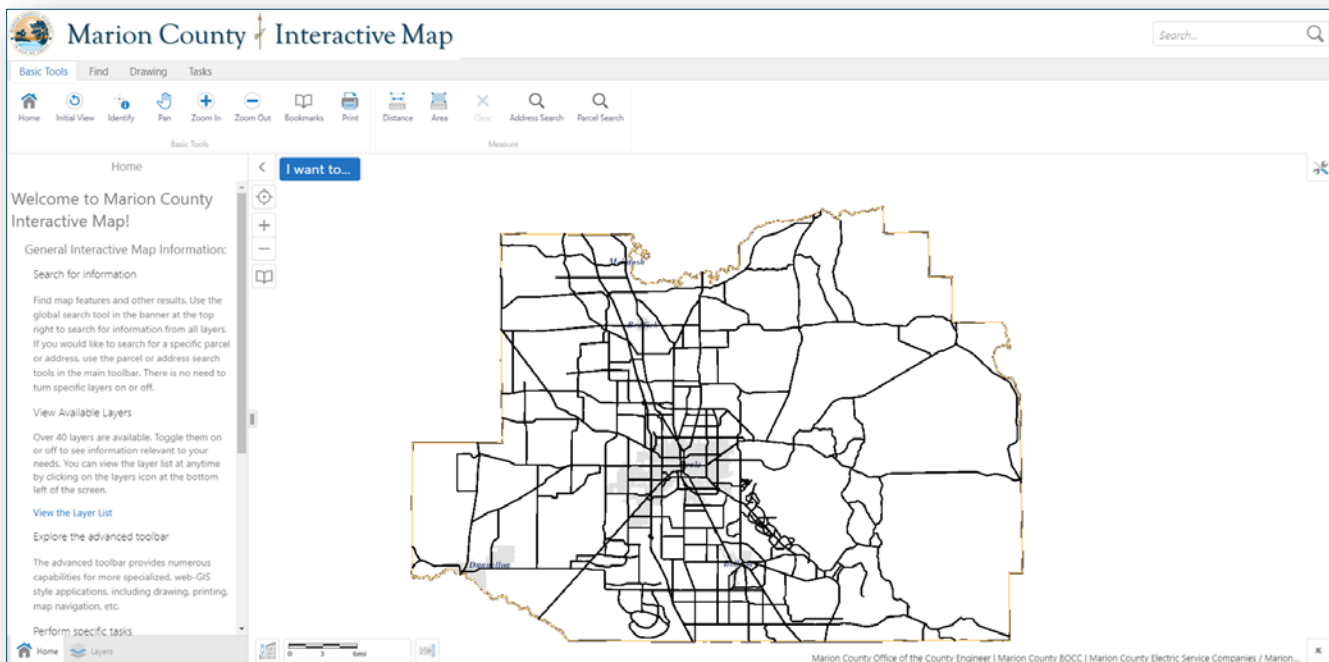 Marion County Interactive Map
Search...
Basic Tools Find Drawing Tasks
Home Initial View Identify Pan Zoom In Zoom Out Bookmarks Print Distance Area Clear Address Search Parcel Search
Basic Tools Measure
Home
I want to...
Welcome to Marion County
Interactive Map!
General Interactive Map Information:
Search for information
Find map features and other results. Use the
global search tool in the banner at the top
right to search for information from all layers.
If you would like to search for a specific parcel
or address, use the parcel or address search
tools in the main toolbar. There is no need to
turn specific layers on or off.
View Available Layers
Over 40 layers are available. Toggle them on
or off to see information relevant to your
needs. You can view the layer list at anytime
by clicking on the layers icon at the bottom
left of the screen.
View the Layer List
Explore the advanced toolbar
The advanced toolbar provides numerous
capabilities for more specialized, web-GIS
style applications, including drawing, printing,
map navigation, etc.
Perform specific tasks
Dunnellon
Home Layers
0 3 6mi
Marion County Office of the County Engineer | Marion County BOCC | Marion County Electric Service Companies / Marion...